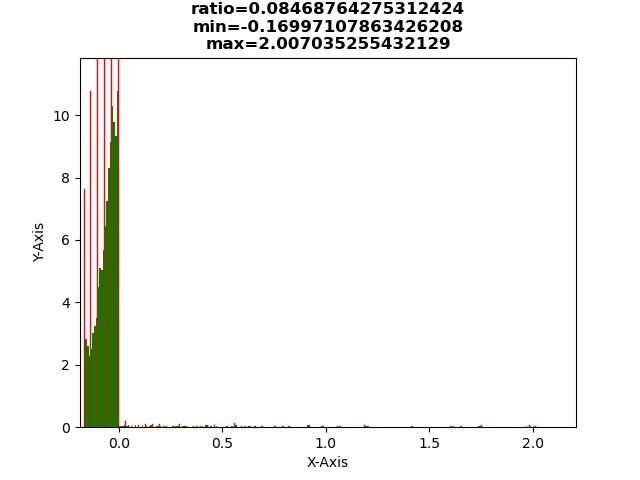 ratio=0.08468764275312424
min=-0.16997107863426208
max=2.007035255432129
10
8
6
4
2
0
Y-Axis
0.0 0.5 1.0 1.5 2.0
X-Axis